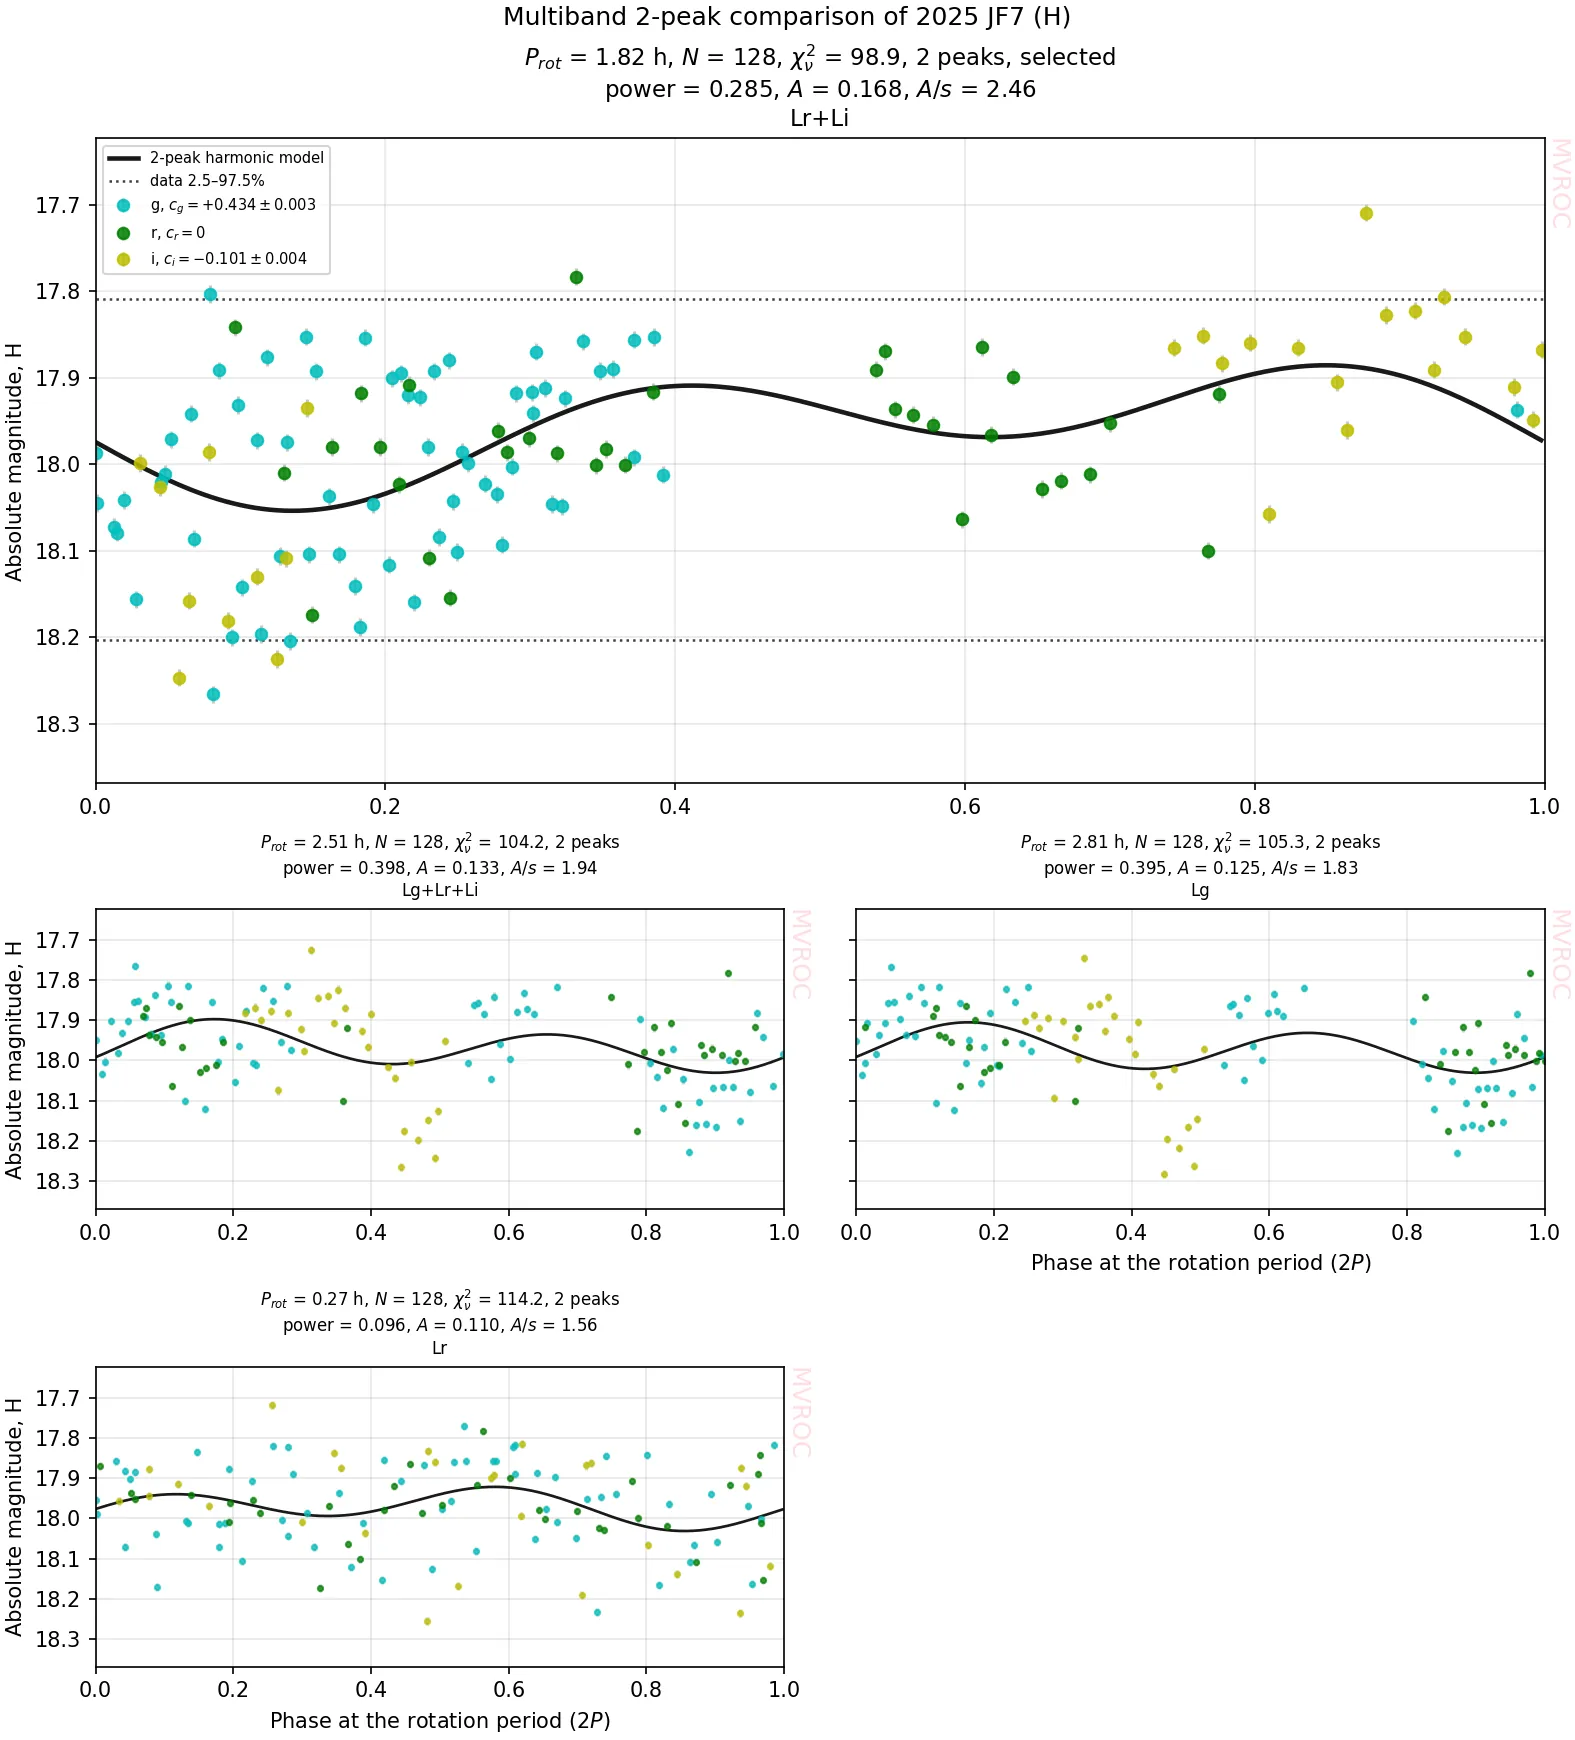 Multiband 2-peak comparison of 2025 JF7 (H)
P_rot = 1.82 h, N = 128, χ²_ν = 98.9, 2 peaks, selected
power = 0.285, A = 0.168, A/s = 2.46
Lr+Li
2-peak harmonic model
data 2.5–97.5%
g, c_g = +0.434 ± 0.003
r, c_r = 0
i, c_i = −0.101 ± 0.004
Absolute magnitude, H
17.7
17.8
17.9
18.0
18.1
18.2
18.3
0.0 0.2 0.4 0.6 0.8 1.0
MVROC
P_rot = 2.51 h, N = 128, χ²_ν = 104.2, 2 peaks
power = 0.398, A = 0.133, A/s = 1.94
Lg+Lr+Li
Absolute magnitude, H
17.7
17.8
17.9
18.0
18.1
18.2
18.3
0.0 0.2 0.4 0.6 0.8 1.0
MVROC
P_rot = 2.81 h, N = 128, χ²_ν = 105.3, 2 peaks
power = 0.395, A = 0.125, A/s = 1.83
Lg
0.0 0.2 0.4 0.6 0.8 1.0
Phase at the rotation period (2P)
MVROC
P_rot = 0.27 h, N = 128, χ²_ν = 114.2, 2 peaks
power = 0.096, A = 0.110, A/s = 1.56
Lr
Absolute magnitude, H
17.7
17.8
17.9
18.0
18.1
18.2
18.3
0.0 0.2 0.4 0.6 0.8 1.0
Phase at the rotation period (2P)
MVROC